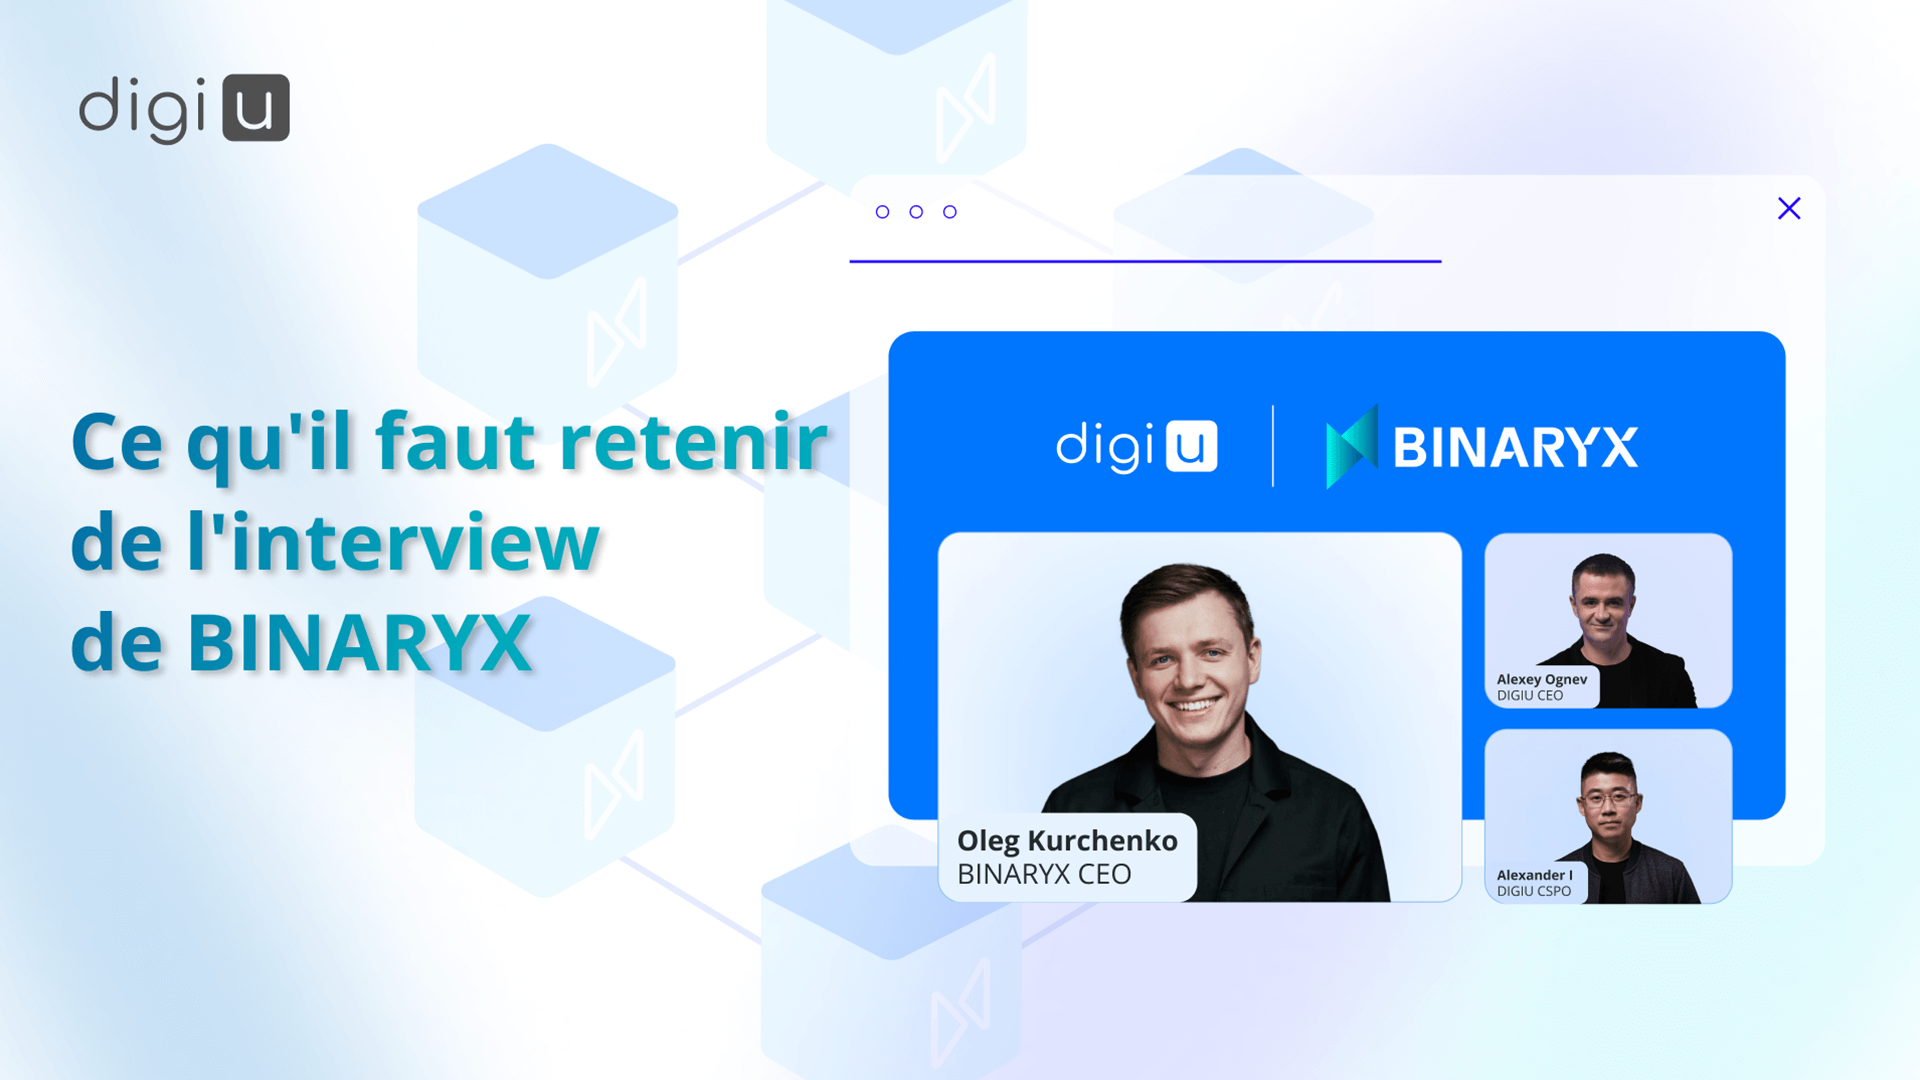 digi u
Ce qu'il faut retenir
de l'interview
de BINARYX
digi u
BINARYX
Oleg Kurchenko
BINARYX CEO
Alexey Ognev
DIGIU CEO
Alexander I
DIGIU CSPO